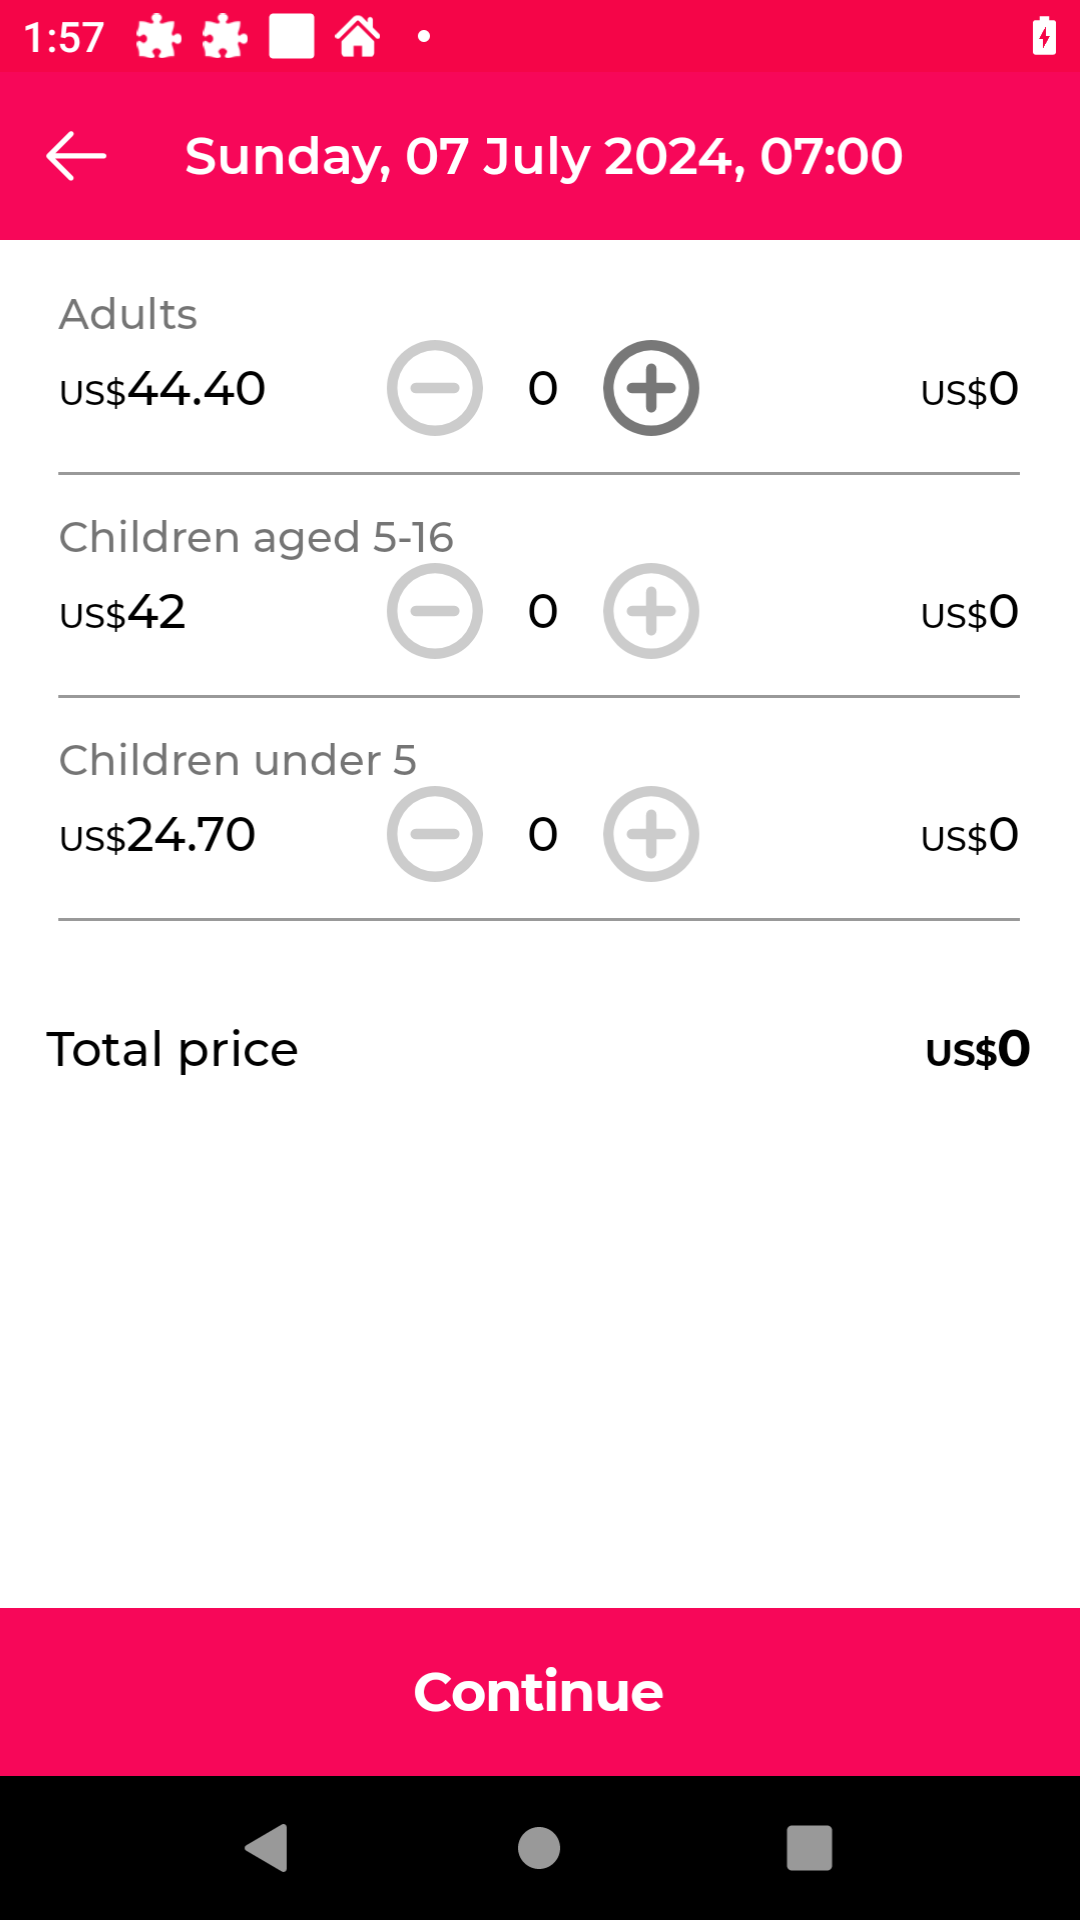 1:57
Sunday, 07 July 2024, 07:00
Adults
US$44.40 0 US$0
Children aged 5-16
US$42 0 US$0
Children under 5
US$24.70 0 US$0
Total price US$0
Continue